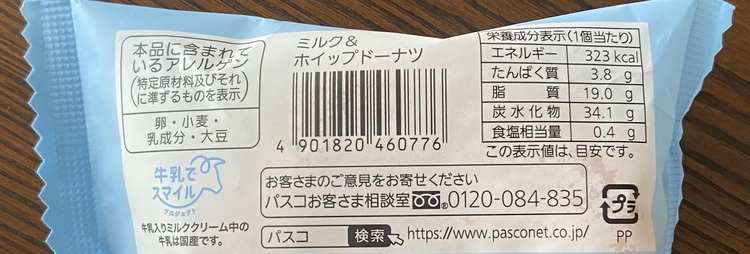 本品に含まれて
いるアレルゲン
(特定原材料及びそれ
に準ずるものを表示)
卵・小麦・
乳成分・大豆
牛乳で
スマイル
プロジェクト
牛乳入りミルククリーム中の
牛乳は国産です。
ミルク&
ホイップドーナツ
4 901820 460776
栄養成分表示(1個当たり)
エネルギー 323 kcal
たんぱく質 3.8 g
脂質 19.0 g
炭水化物 34.1 g
食塩相当量 0.4 g
この表示値は、目安です。
お客さまのご意見をお寄せください
パスコお客さま相談室 0120-084-835
パスコ 検索 https://www.pasconet.co.jp/
プラ
PP